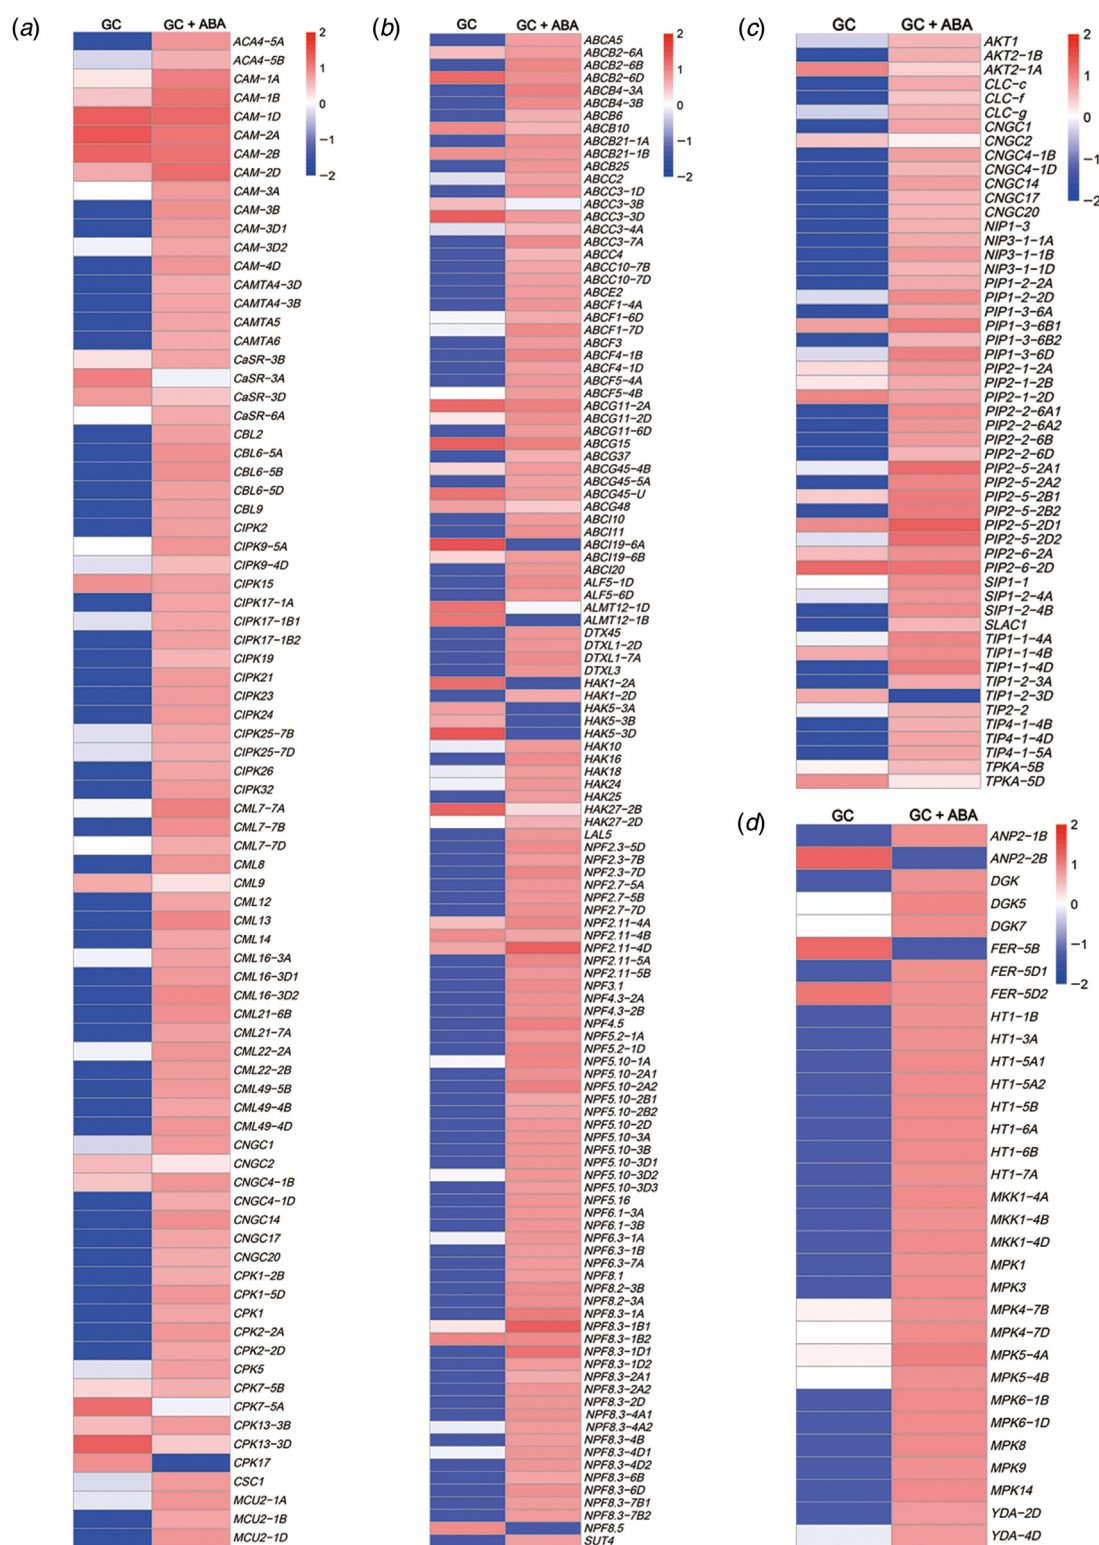 (a)
GC GC + ABA
ACA4-5A
ACA4-5B
CAM-1A
CAM-1B
CAM-1D
CAM-2A
CAM-2B
CAM-2D
CAM-3A
CAM-3B
CAM-3D1
CAM-3D2
CAM-4D
CAMTA4-3D
CAMTA4-3B
CAMTA5
CAMTA6
CaSR-3B
CaSR-3A
CaSR-3D
CaSR-6A
CBL2
CBL6-5A
CBL6-5B
CBL6-5D
CBL9
CIPK2
CIPK9-5A
CIPK9-4D
CIPK15
CIPK17-1A
CIPK17-1B1
CIPK17-1B2
CIPK19
CIPK21
CIPK23
CIPK24
CIPK25-7B
CIPK25-7D
CIPK26
CIPK32
CML7-7A
CML7-7B
CML7-7D
CML8
CML9
CML12
CML13
CML14
CML16-3A
CML16-3D1
CML16-3D2
CML21-6B
CML21-7A
CML22-2A
CML22-2B
CML49-5B
CML49-4B
CML49-4D
CNGC1
CNGC2
CNGC4-1B
CNGC4-1D
CNGC14
CNGC17
CNGC20
CPK1-2B
CPK1-5D
CPK1
CPK2-2A
CPK2-2D
CPK5
CPK7-5B
CPK7-5A
CPK13-3B
CPK13-3D
CPK17
CSC1
MCU2-1A
MCU2-1B
MCU2-1D
2
1
0
−1
−2
(b)
GC GC + ABA
ABCA5
ABCB2-6A
ABCB2-6B
ABCB2-6D
ABCB4-3A
ABCB4-3B
ABCB6
ABCB10
ABCB21-1A
ABCB21-1B
ABCB25
ABCC2
ABCC3-1D
ABCC3-3B
ABCC3-3D
ABCC3-4A
ABCC3-7A
ABCC4
ABCC10-7B
ABCC10-7D
ABCE2
ABCF1-4A
ABCF1-6D
ABCF1-7D
ABCF3
ABCF4-1B
ABCF4-1D
ABCF5-4A
ABCF5-4B
ABCG11-2A
ABCG11-2D
ABCG11-6D
ABCG15
ABCG37
ABCG45-4B
ABCG45-5A
ABCG45-U
ABCG48
ABCI10
ABCI11
ABCI19-6A
ABCI19-6B
ABCI20
ALF5-1D
ALF5-6D
ALMT12-1D
ALMT12-1B
DTX45
DTXL1-2D
DTXL1-7A
DTXL3
HAK1-2A
HAK1-2D
HAK5-3A
HAK5-3B
HAK5-3D
HAK10
HAK16
HAK18
HAK24
HAK25
HAK27-2B
HAK27-2D
LAL5
NPF2.3-5D
NPF2.3-7B
NPF2.3-7D
NPF2.7-5A
NPF2.7-5B
NPF2.7-7D
NPF2.11-4A
NPF2.11-4B
NPF2.11-4D
NPF2.11-5A
NPF2.11-5B
NPF3.1
NPF4.3-2A
NPF4.3-2B
NPF4.5
NPF5.2-1A
NPF5.2-1D
NPF5.10-1A
NPF5.10-2A1
NPF5.10-2A2
NPF5.10-2B1
NPF5.10-2B2
NPF5.10-2D
NPF5.10-3A
NPF5.10-3B
NPF5.10-3D1
NPF5.10-3D2
NPF5.10-3D3
NPF5.16
NPF6.1-3A
NPF6.1-3B
NPF6.3-1A
NPF6.3-1B
NPF6.3-7A
NPF8.1
NPF8.2-3B
NPF8.2-3A
NPF8.3-1A
NPF8.3-1B1
NPF8.3-1B2
NPF8.3-1D1
NPF8.3-1D2
NPF8.3-2A1
NPF8.3-2A2
NPF8.3-2D
NPF8.3-4A1
NPF8.3-4A2
NPF8.3-4B
NPF8.3-4D1
NPF8.3-4D2
NPF8.3-6B
NPF8.3-6D
NPF8.3-7B1
NPF8.3-7B2
NPF8.5
SUT4
2
1
0
−1
−2
(c)
GC GC + ABA
AKT1
AKT2-1B
AKT2-1A
CLC-c
CLC-f
CLC-g
CNGC1
CNGC2
CNGC4-1B
CNGC4-1D
CNGC14
CNGC17
CNGC20
NIP1-3
NIP3-1-1A
NIP3-1-1B
NIP3-1-1D
PIP1-2-2A
PIP1-2-2D
PIP1-3-6A
PIP1-3-6B1
PIP1-3-6B2
PIP1-3-6D
PIP2-1-2A
PIP2-1-2B
PIP2-1-2D
PIP2-2-6A1
PIP2-2-6A2
PIP2-2-6B
PIP2-2-6D
PIP2-5-2A1
PIP2-5-2A2
PIP2-5-2B1
PIP2-5-2B2
PIP2-5-2D1
PIP2-5-2D2
PIP2-6-2A
PIP2-6-2D
SIP1-1
SIP1-2-4A
SIP1-2-4B
SLAC1
TIP1-1-4A
TIP1-1-4B
TIP1-1-4D
TIP1-2-3A
TIP1-2-3D
TIP2-2
TIP4-1-4B
TIP4-1-4D
TIP4-1-5A
TPKA-5B
TPKA-5D
2
1
0
−1
−2
(d)
GC GC + ABA
ANP2-1B
ANP2-2B
DGK
DGK5
DGK7
FER-5B
FER-5D1
FER-5D2
HT1-1B
HT1-3A
HT1-5A1
HT1-5A2
HT1-5B
HT1-6A
HT1-6B
HT1-7A
MKK1-4A
MKK1-4B
MKK1-4D
MPK1
MPK3
MPK4-7B
MPK4-7D
MPK5-4A
MPK5-4B
MPK6-1B
MPK6-1D
MPK8
MPK9
MPK14
YDA-2D
YDA-4D
2
1
0
−1
−2